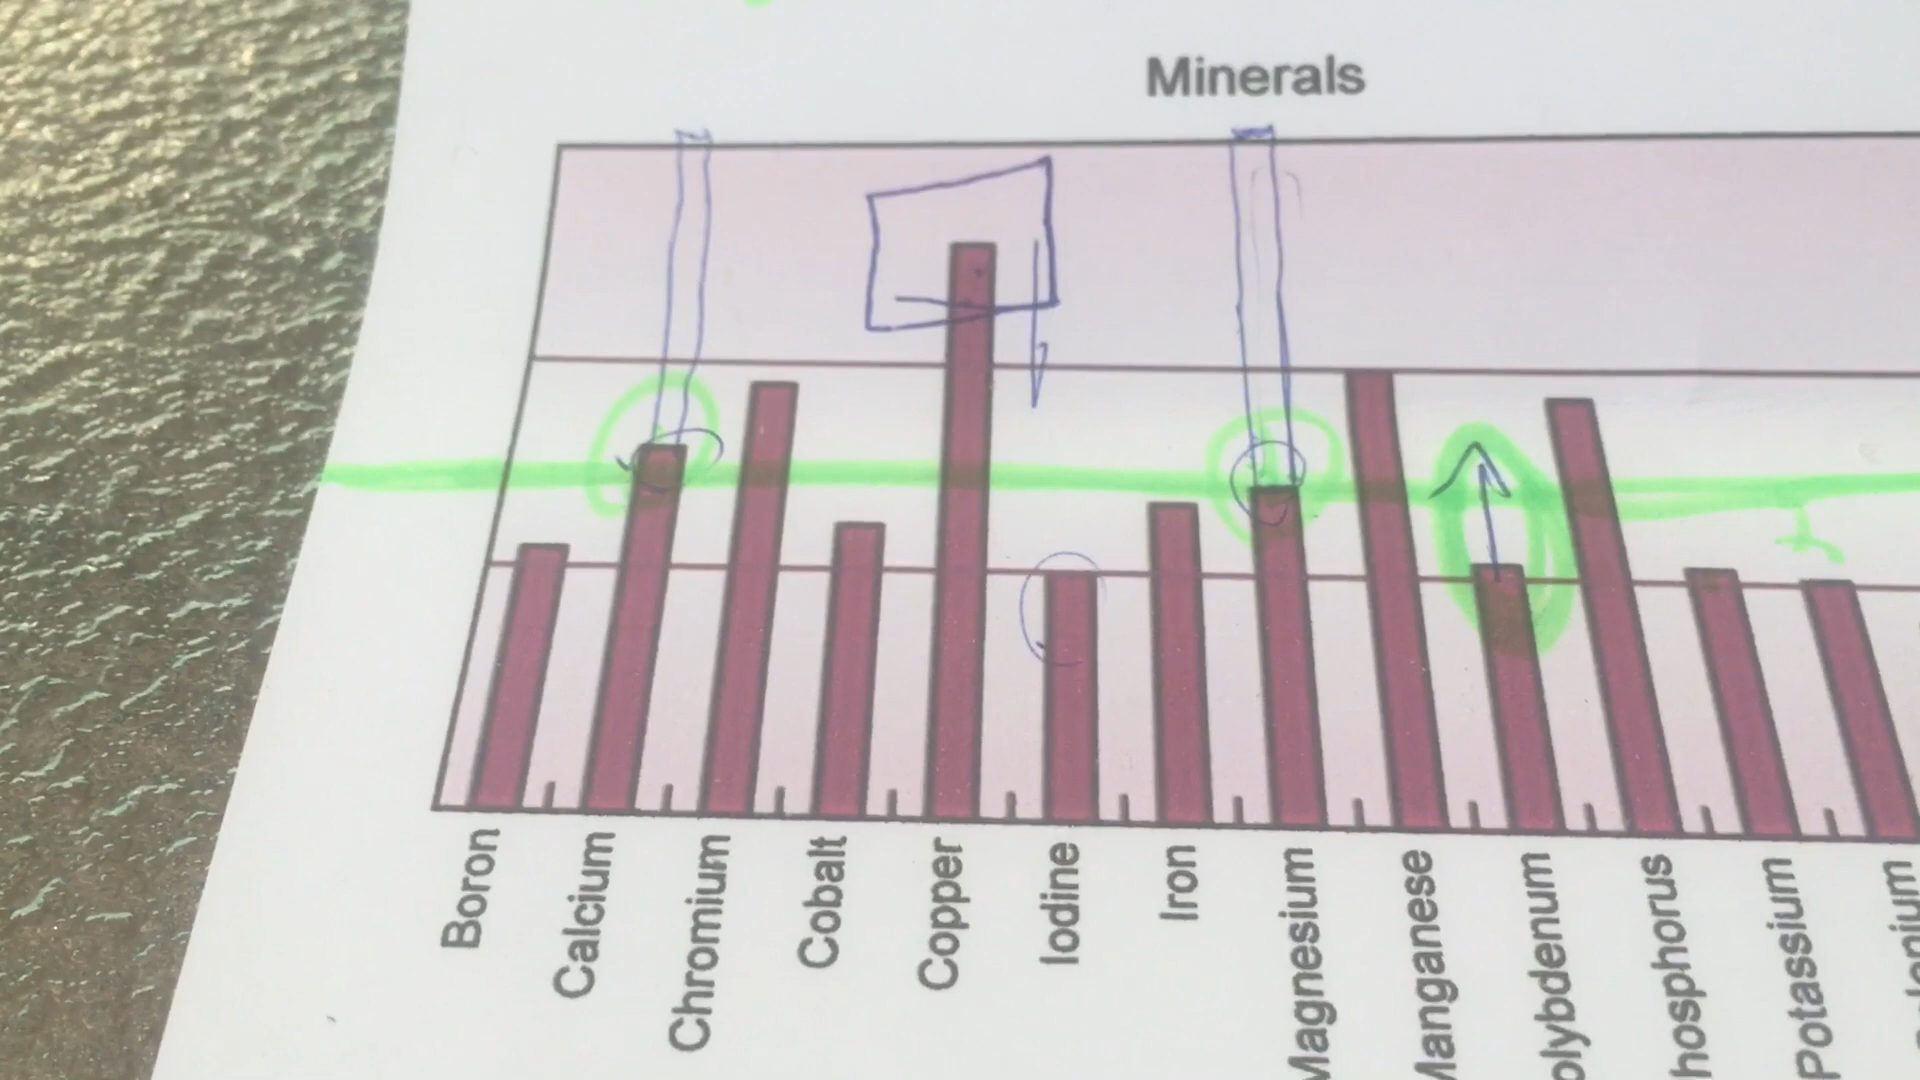 Minerals
Boron
Calcium
Chromium
Cobalt
Copper
Iodine
Iron
Magnesium
Manganese
olybdenum
hosphorus
Potassium